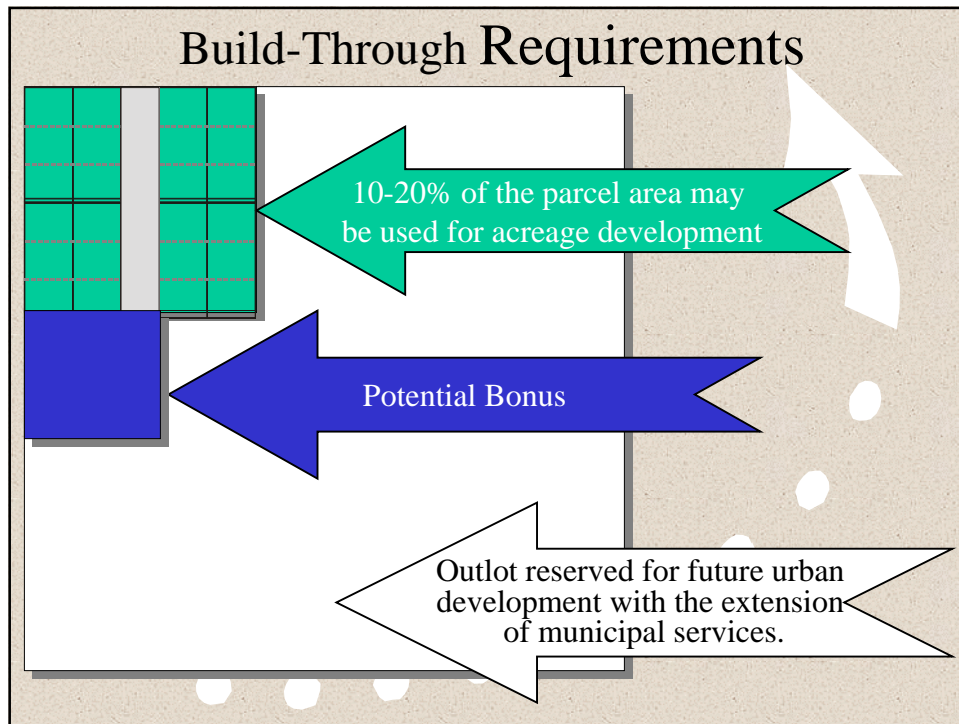 Build-Through Requirements
10-20% of the parcel area may
be used for acreage development
Potential Bonus
Outlot reserved for future urban
development with the extension
of municipal services.